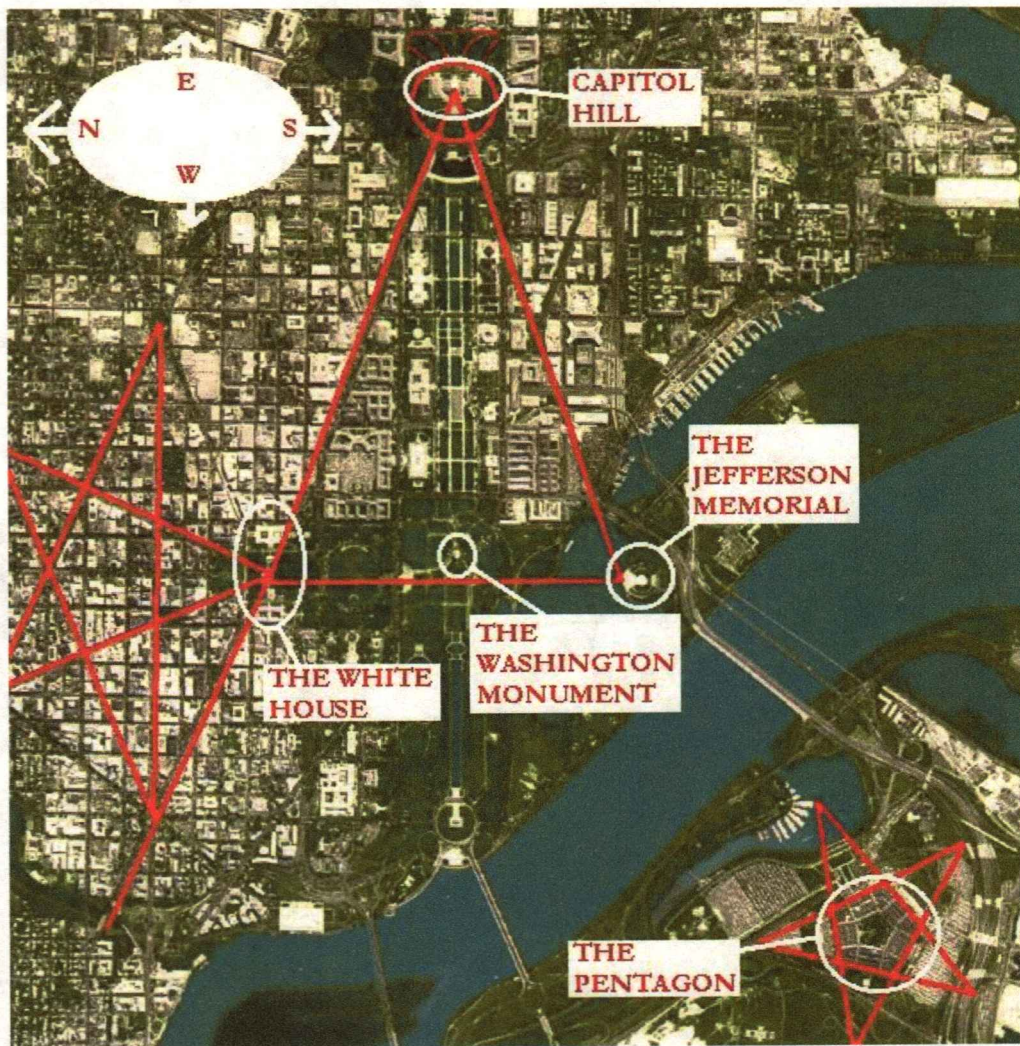 E
N S
W
CAPITOL
HILL
THE
JEFFERSON
MEMORIAL
THE
WASHINGTON
MONUMENT
THE WHITE
HOUSE
THE
PENTAGON